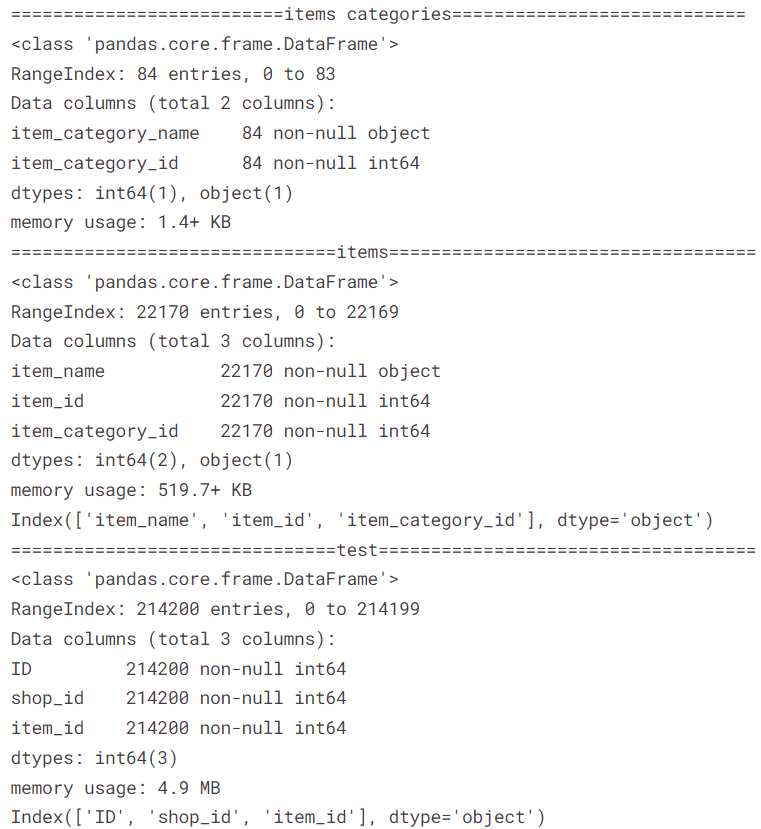 ==========================items categories============================
<class 'pandas.core.frame.DataFrame'>
RangeIndex: 84 entries, 0 to 83
Data columns (total 2 columns):
item_category_name    84 non-null object
item_category_id      84 non-null int64
dtypes: int64(1), object(1)
memory usage: 1.4+ KB
===============================items===================================
<class 'pandas.core.frame.DataFrame'>
RangeIndex: 22170 entries, 0 to 22169
Data columns (total 3 columns):
item_name           22170 non-null object
item_id             22170 non-null int64
item_category_id    22170 non-null int64
dtypes: int64(2), object(1)
memory usage: 519.7+ KB
Index(['item_name', 'item_id', 'item_category_id'], dtype='object')
===============================test====================================
<class 'pandas.core.frame.DataFrame'>
RangeIndex: 214200 entries, 0 to 214199
Data columns (total 3 columns):
ID         214200 non-null int64
shop_id    214200 non-null int64
item_id    214200 non-null int64
dtypes: int64(3)
memory usage: 4.9 MB
Index(['ID', 'shop_id', 'item_id'], dtype='object')